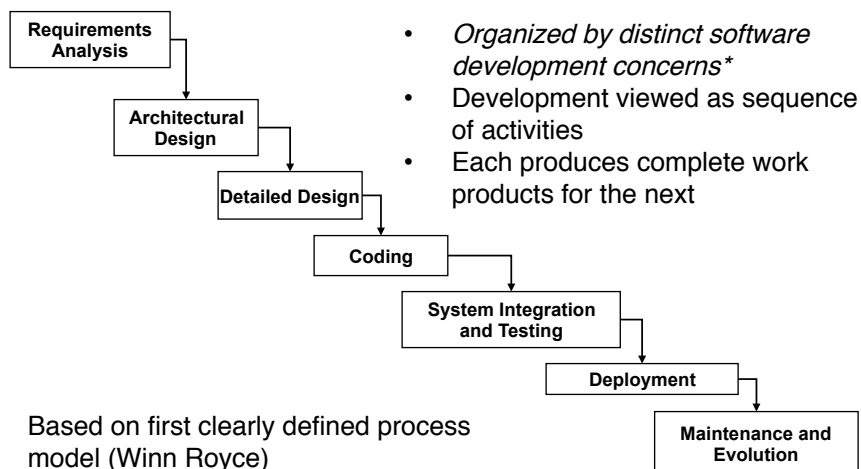 Requirements
Analysis
• Organized by distinct software
development concerns*
• Development viewed as sequence
of activities
• Each produces complete work
products for the next
Architectural
Design
Detailed Design
Coding
System Integration
and Testing
Deployment
Maintenance and
Evolution
Based on first clearly defined process
model (Winn Royce)